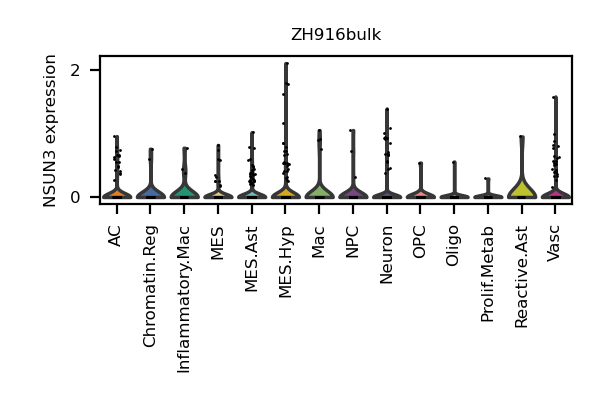 ZH916bulk
NSUN3 expression
2
0
AC
Chromatin.Reg
Inflammatory.Mac
MES
MES.Ast
MES.Hyp
Mac
NPC
Neuron
OPC
Oligo
Prolif.Metab
Reactive.Ast
Vasc